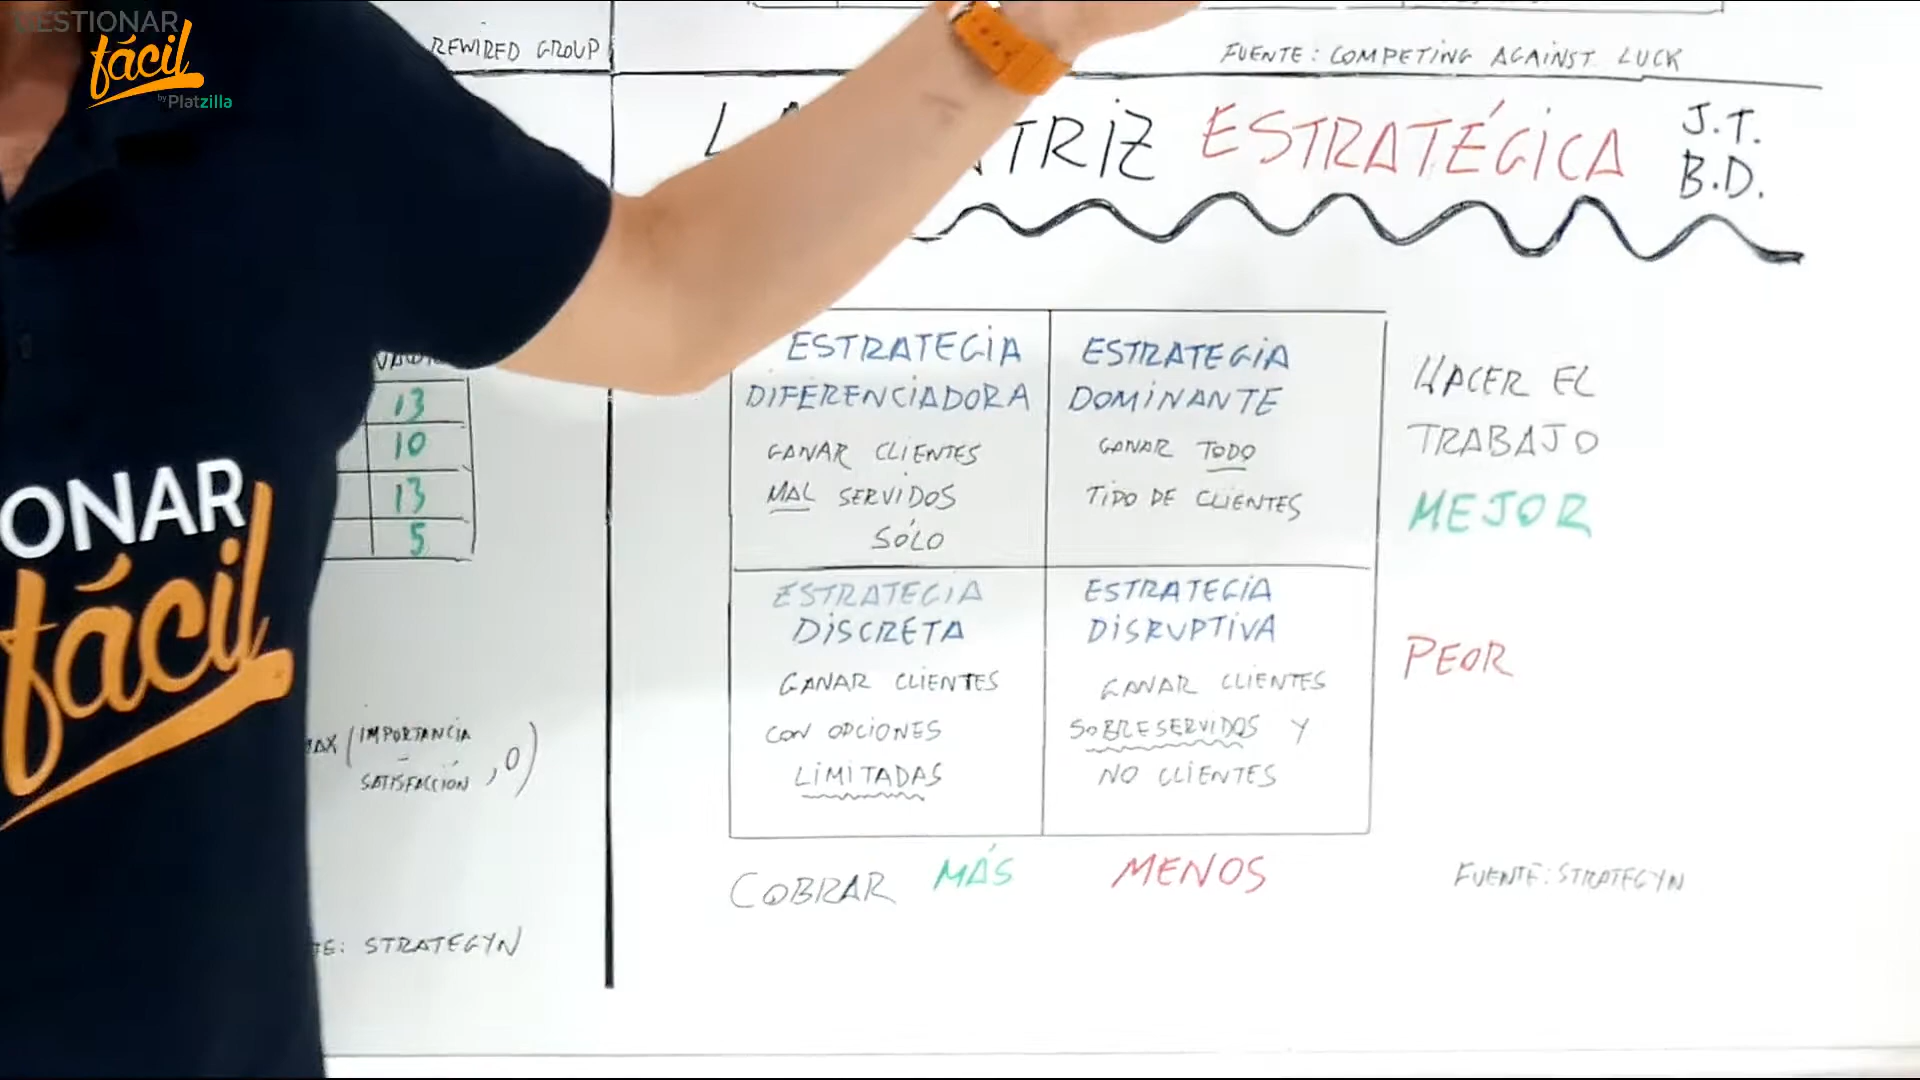 GESTIONAR
fácil
by Platzilla
REWIRED GROUP
FUENTE: COMPETING AGAINST LUCK
TRIZ ESTRATÉGICA
J.T.
B.D.
13
10
13
5
ONAR
fácil
IMPORTANCIA
-
SATISFACCIÓN , 0
STRATEGYN
ESTRATEGIA
DIFERENCIADORA
GANAR CLIENTES
MAL SERVIDOS
SÓLO
ESTRATEGIA
DOMINANTE
GANAR TODO
TIPO DE CLIENTES
HACER EL
TRABAJO
MEJOR
ESTRATEGIA
DISCRETA
GANAR CLIENTES
CON OPCIONES
LIMITADAS
ESTRATEGIA
DISRUPTIVA
GANAR CLIENTES
SOBRESERVIDOS Y
NO CLIENTES
PEOR
COBRAR MÁS MENOS
FUENTE: STRATEGYN